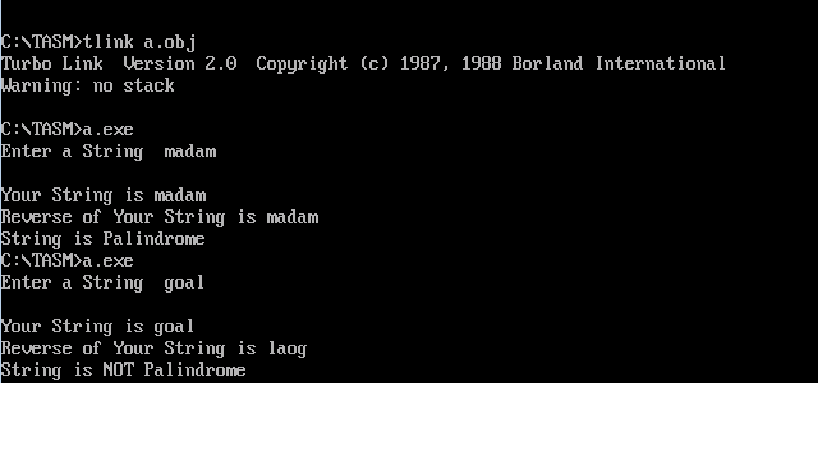 C:\TASM>tlink a.obj
Turbo Link  Version 2.0  Copyright (c) 1987, 1988 Borland International
Warning: no stack
C:\TASM>a.exe
Enter a String  madam
Your String is madam
Reverse of Your String is madam
String is Palindrome
C:\TASM>a.exe
Enter a String  goal
Your String is goal
Reverse of Your String is laog
String is NOT Palindrome